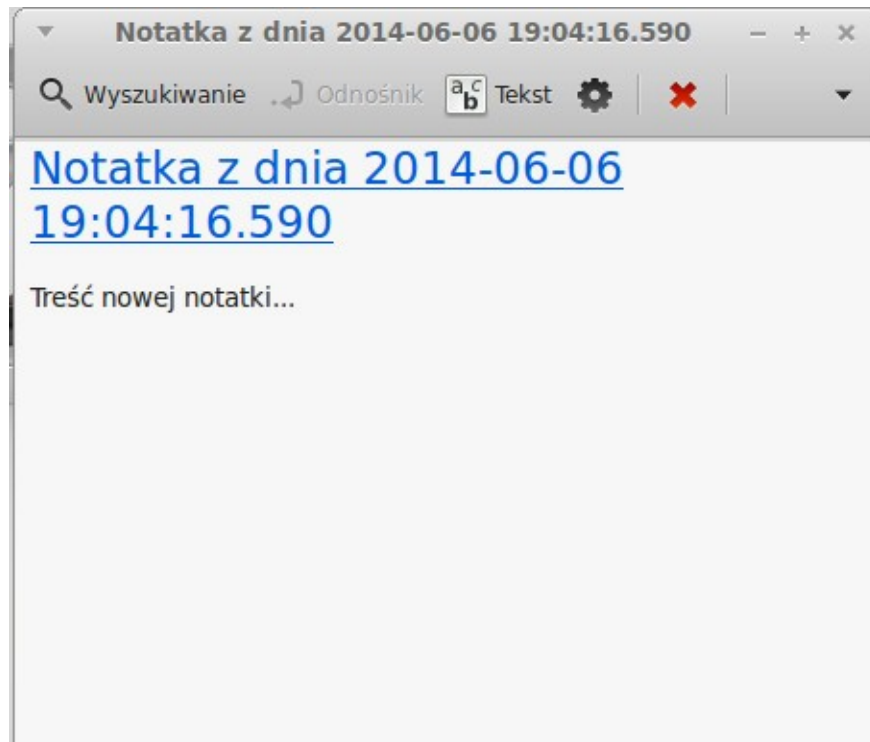 Notatka z dnia 2014-06-06 19:04:16.590
Wyszukiwanie Odnośnik abc Tekst
Notatka z dnia 2014-06-06
19:04:16.590
Treść nowej notatki...